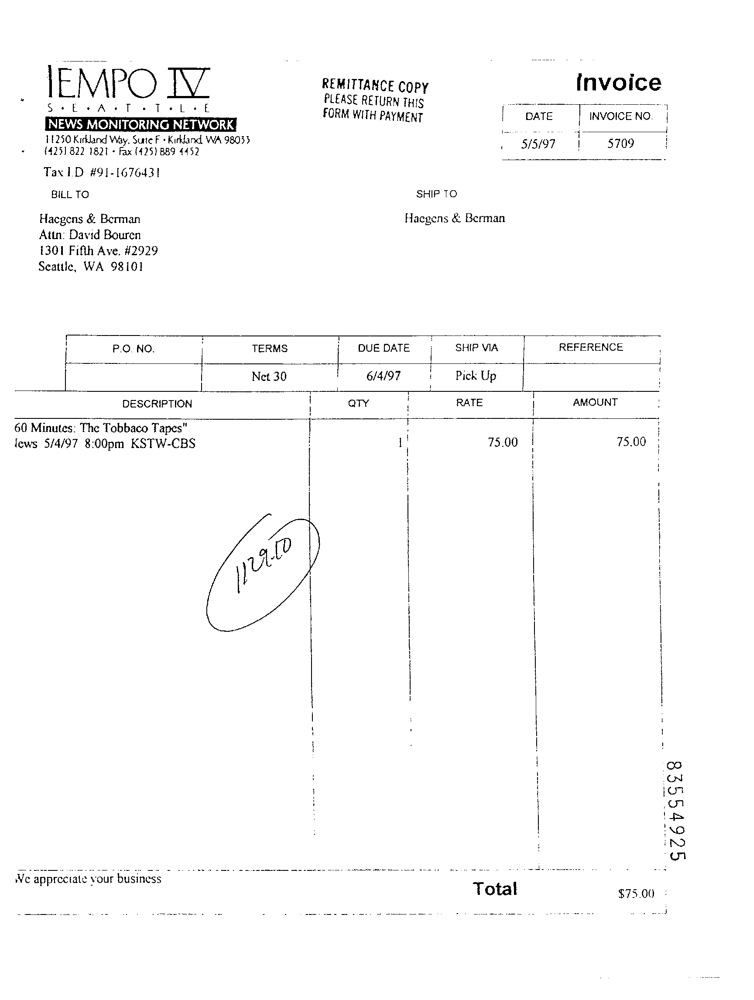 TEMPO IV
S·E·A·T·T·L·E
NEWS MONITORING NETWORK
11250 Kirkland Way, Suite F · Kirkland, WA 98033
(425) 822 1821 · Fax (425) 889 4452
Tax I.D #91-1676431
REMITTANCE COPY
PLEASE RETURN THIS
FORM WITH PAYMENT
Invoice
DATE INVOICE NO.
5/5/97 5709
BILL TO
Haegens & Berman
Attn: David Bouren
1301 Fifth Ave. #2929
Seattle, WA 98101
SHIP TO
Haegens & Berman
P.O. NO. TERMS DUE DATE SHIP VIA REFERENCE
Net 30 6/4/97 Pick Up
DESCRIPTION QTY RATE AMOUNT
60 Minutes: The Tobbaco Tapes"
lews 5/4/97 8:00pm KSTW-CBS 1 75.00 75.00
1129.10
83554925
We appreciate your business
Total $75.00